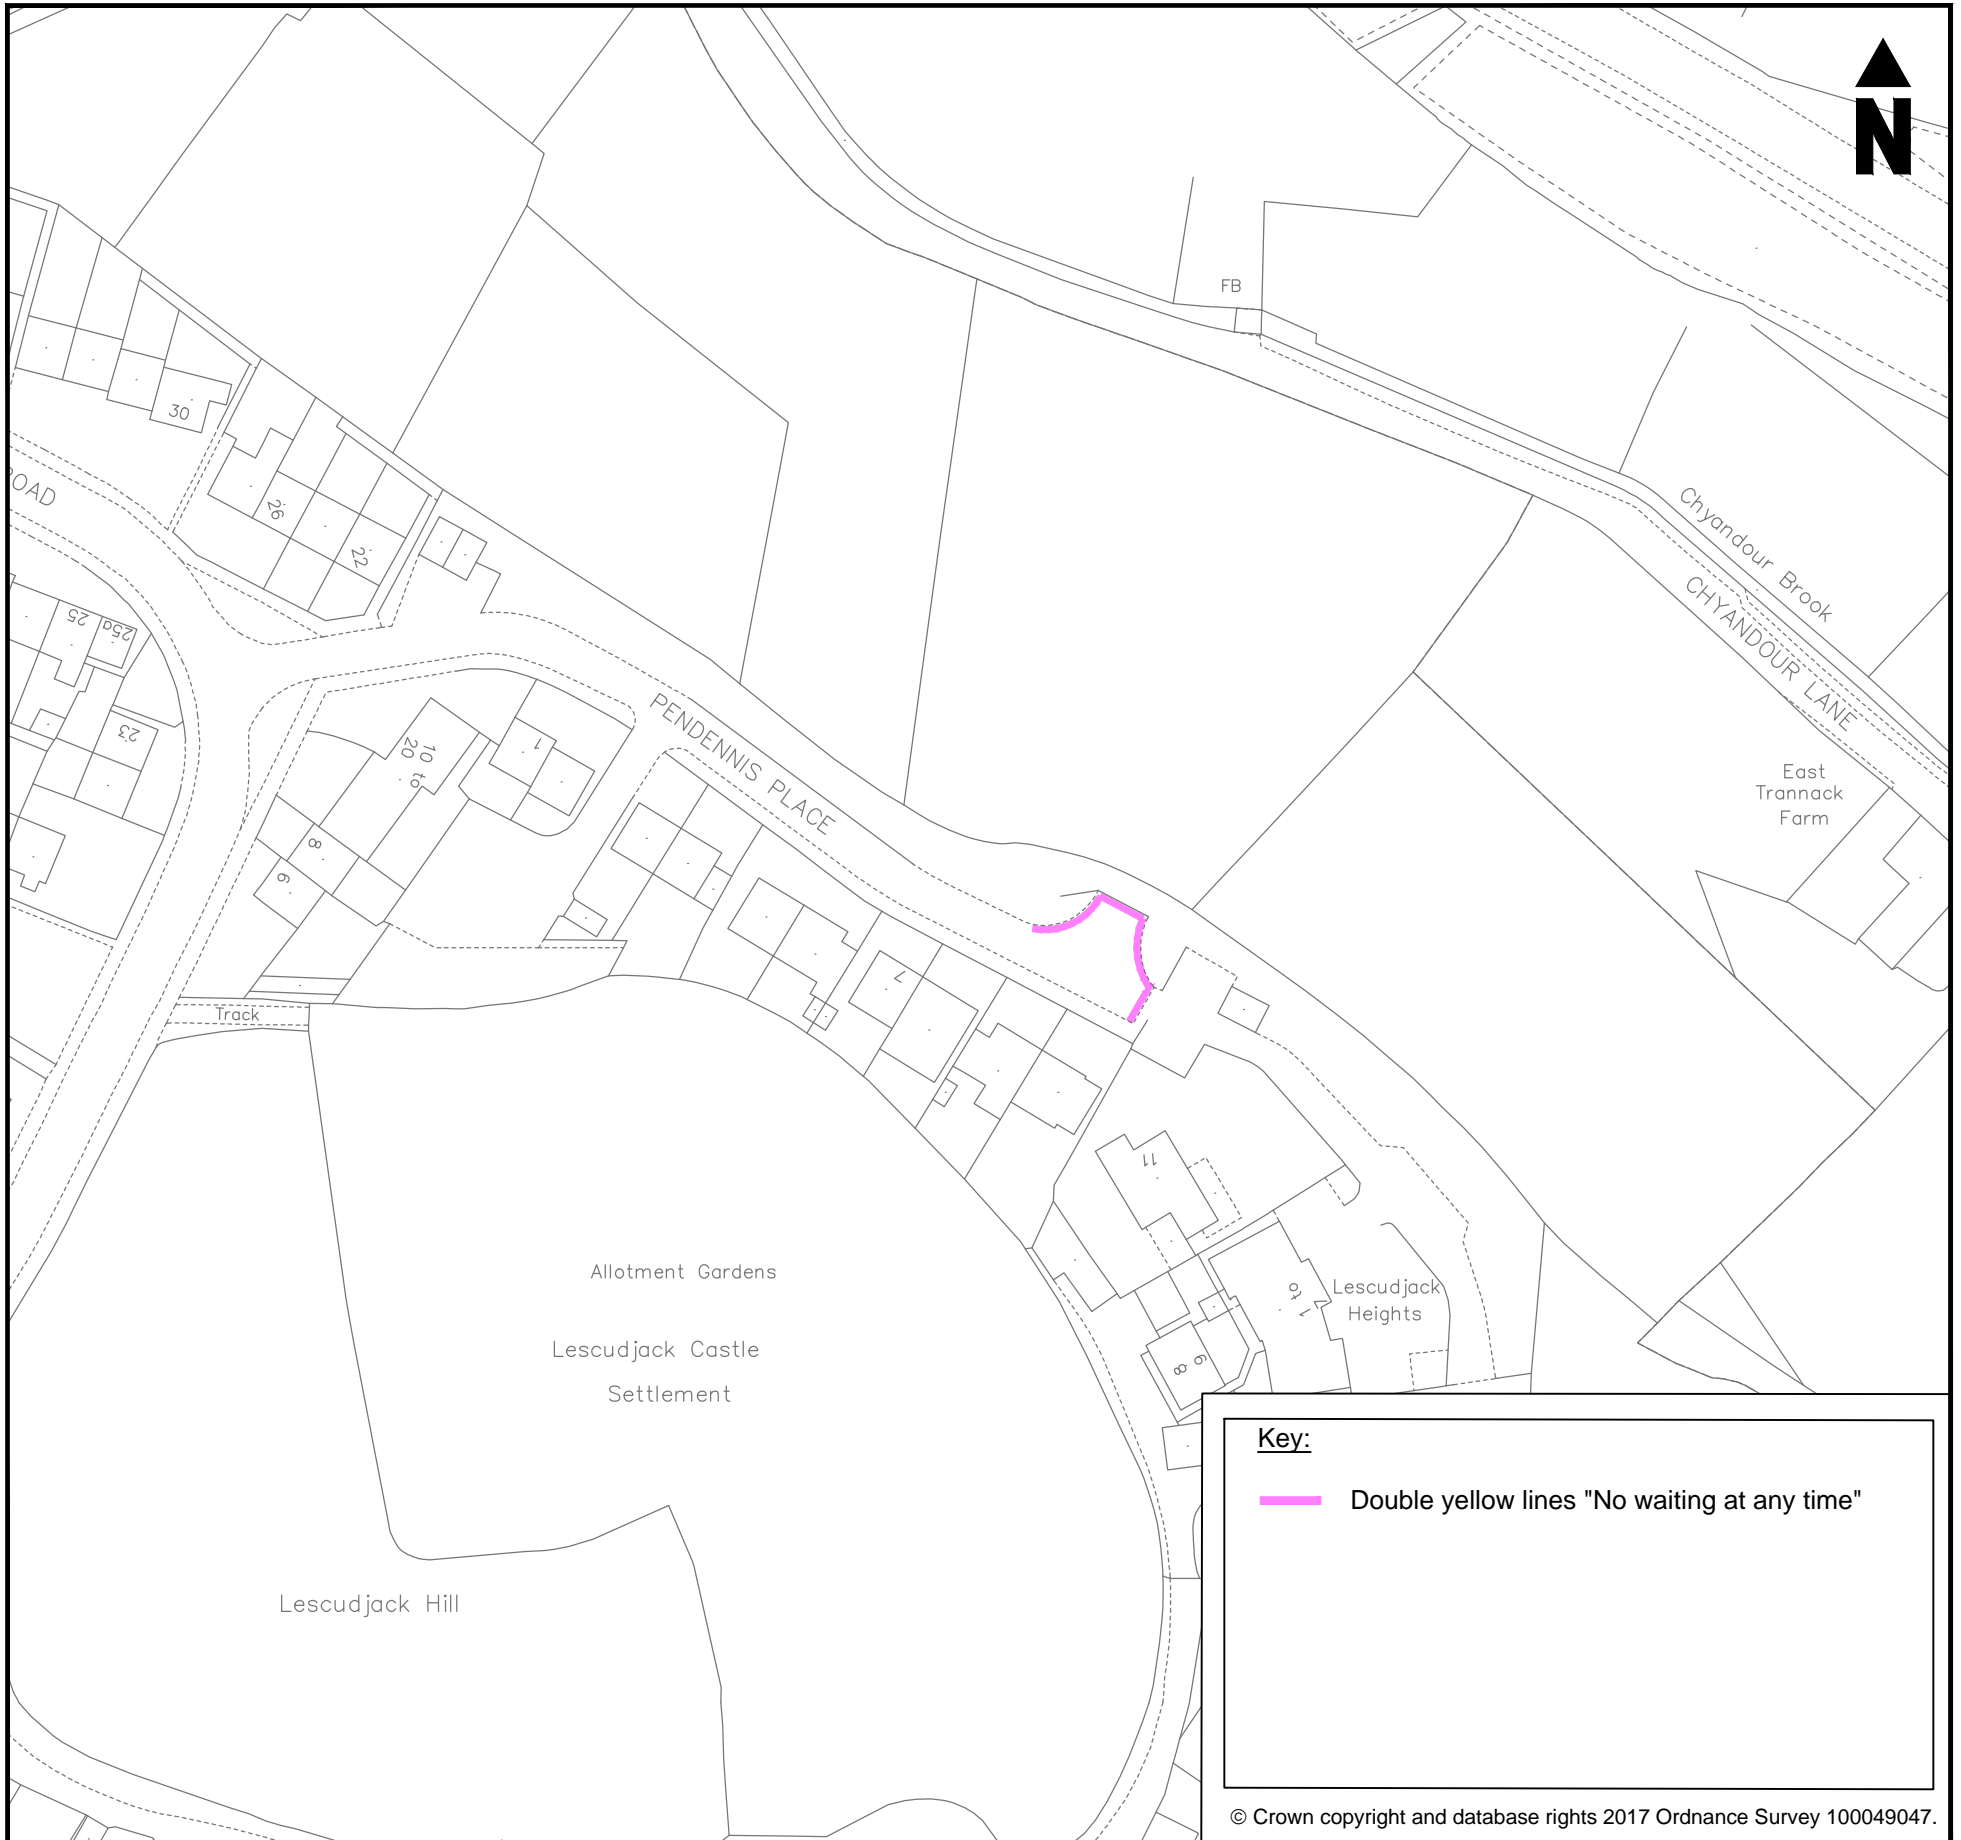 N
FB
30
OAD
26
22
Chyandour Brook
CHYANDOUR LANE
25
25a
23
PENDENNIS PLACE
1
10 to
20
8
6
East
Trannack
Farm
7
Track
11
Allotment Gardens
Lescudjack
Heights
1 to 7
Lescudjack Castle
Settlement
6
8
Lescudjack Hill
Key:
Double yellow lines "No waiting at any time"
© Crown copyright and database rights 2017 Ordnance Survey 100049047.